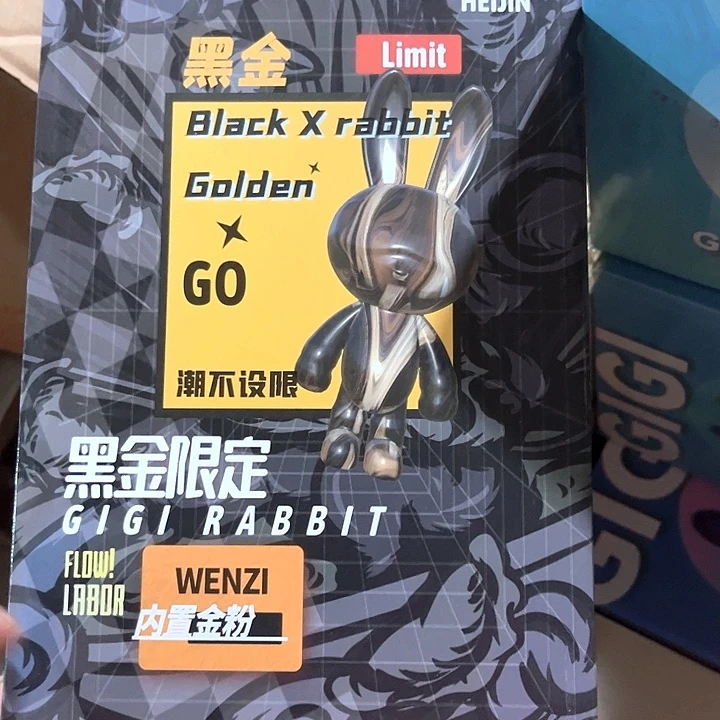 HEIJIN
黑金
Limit
Black X rabbit
Golden
GO
潮不设限
黑金限定
GIGI RABBIT
FLOW!
LABOR
WENZI
内置金粉
G
GIGIGI